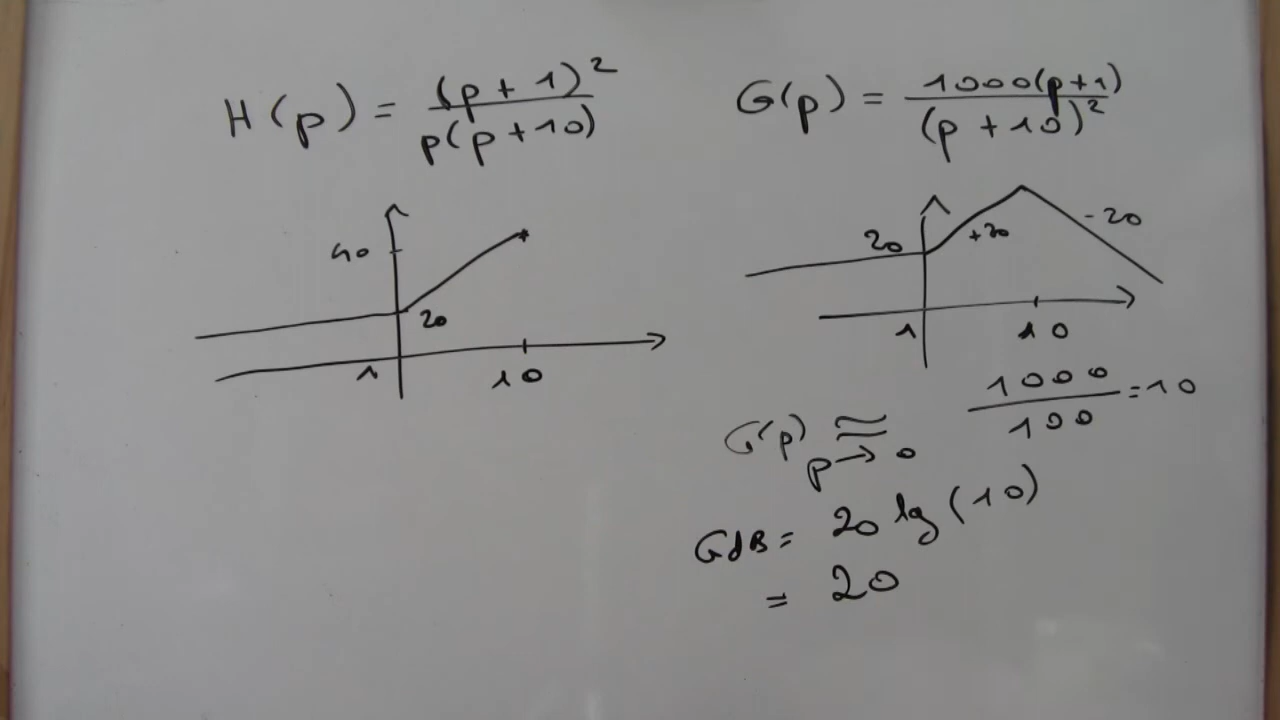 H(p) = (p + 1)² / p(p + 10)
G(p) = 1000(p+1) / (p + 10)²
40
20
1
10
20
+20
-20
1
10
G(p) ≈ 1000 / 100 = 10
p → 0
GdB = 20 lg (10)
= 20